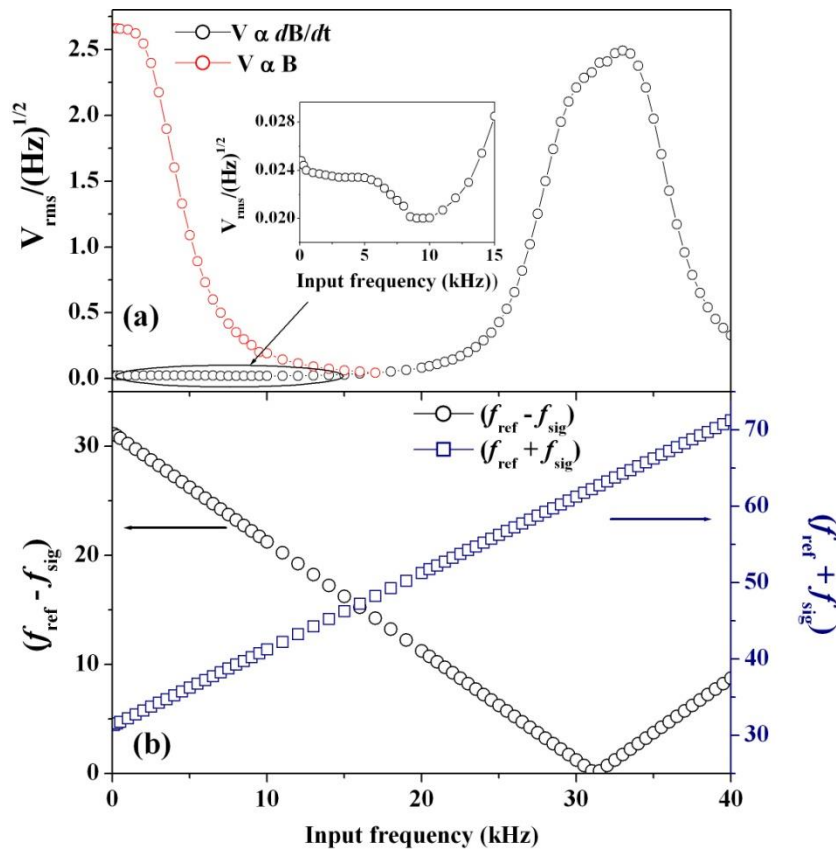 V α dB/dt
V α B
2.5
2.0
1.5
1.0
0.5
0.0
V_rms/(Hz)^1/2
(a)
0.028
0.024
0.020
V_rms/(Hz)^1/2
0 5 10 15
Input frequency (kHz))
30
20
10
0
(f_ref - f_sig)
(b)
(f_ref - f_sig)
(f_ref + f_sig)
70
60
50
40
30
(f_ref + f_sig)
0 10 20 30 40
Input frequency (kHz)